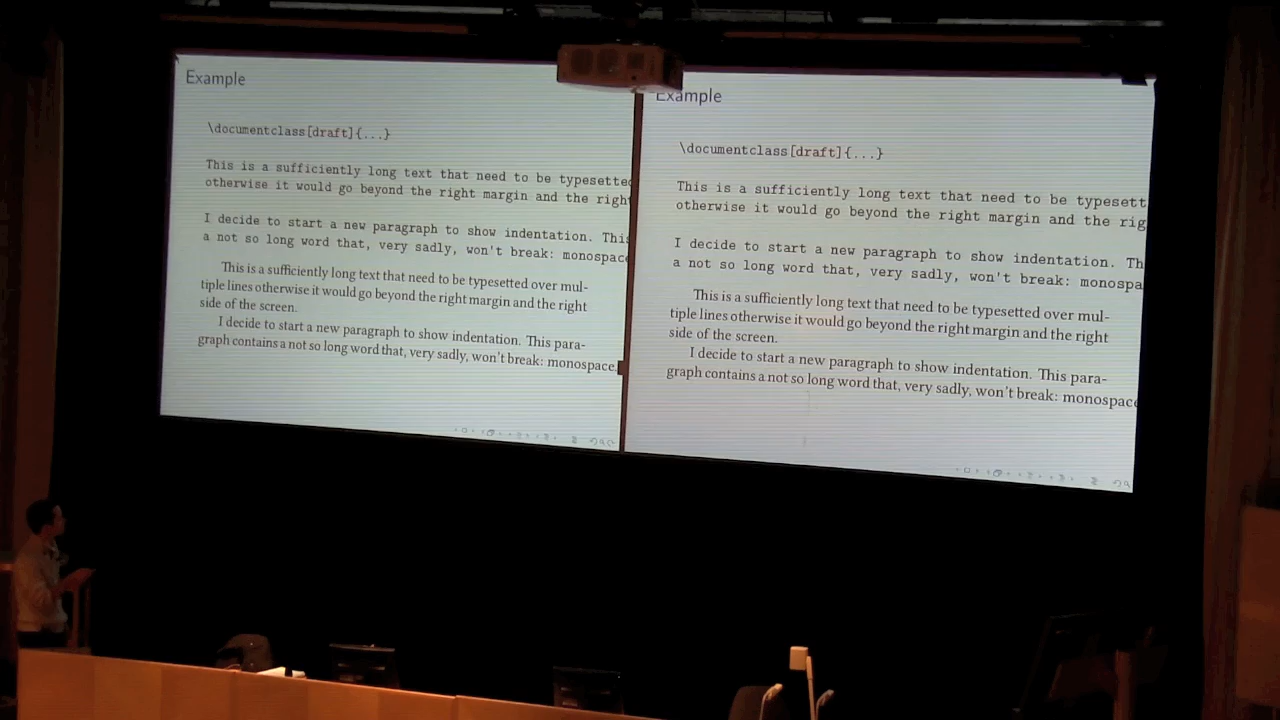 Example
\documentclass[draft]{...}
This is a sufficiently long text that need to be typesetted
otherwise it would go beyond the right margin and the right
I decide to start a new paragraph to show indentation. This
a not so long word that, very sadly, won't break: monospace
This is a sufficiently long text that need to be typesetted over mul-
tiple lines otherwise it would go beyond the right margin and the right
side of the screen.
I decide to start a new paragraph to show indentation. This para-
graph contains a not so long word that, very sadly, won't break: monospace.
Example
\documentclass[draft]{...}
This is a sufficiently long text that need to be typesett
otherwise it would go beyond the right margin and the rig
I decide to start a new paragraph to show indentation. Th
a not so long word that, very sadly, won't break: monospa
This is a sufficiently long text that need to be typesetted over mul-
tiple lines otherwise it would go beyond the right margin and the right
side of the screen.
I decide to start a new paragraph to show indentation. This para-
graph contains a not so long word that, very sadly, won't break: monospace